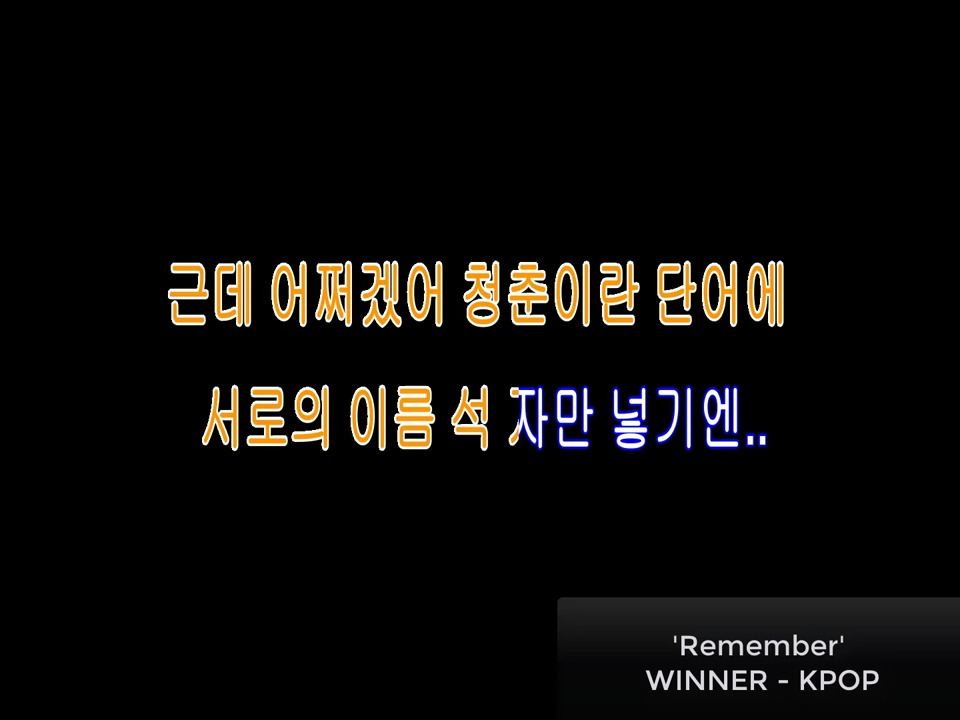 근데 어쩌겠어 청춘이란 단어에
서로의 이름 석 자만 넣기엔..
'Remember'
WINNER - KPOP